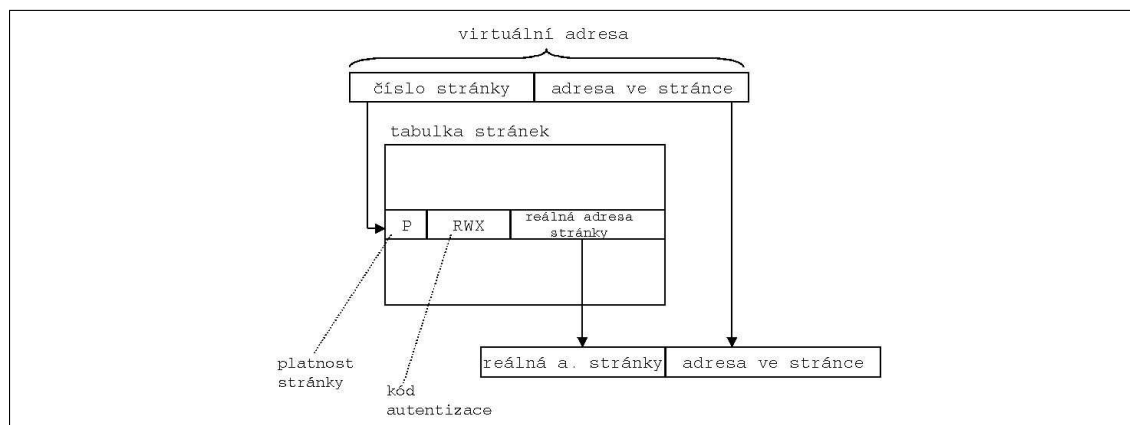 virtuální adresa
číslo stránky adresa ve stránce
tabulka stránek
P RWX reálná adresa
stránky
platnost
stránky
reálná a. stránky adresa ve stránce
kód
autentizace